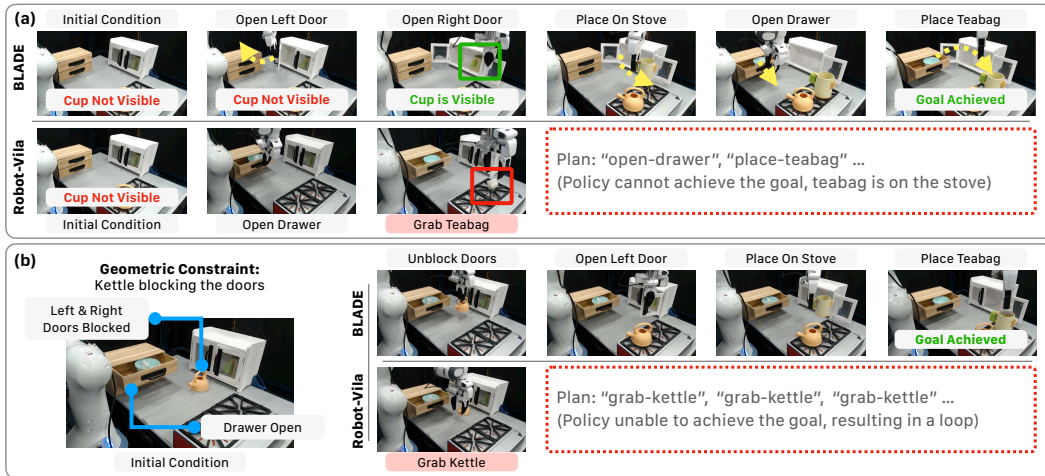 (a)
Initial Condition
Open Left Door
Open Right Door
Place On Stove
Open Drawer
Place Teabag
BLADE
Cup Not Visible
Cup Not Visible
Cup is Visible
Goal Achieved
Robot-Vila
Cup Not Visible
Plan: “open-drawer”, “place-teabag” ...
(Policy cannot achieve the goal, teabag is on the stove)
Initial Condition
Open Drawer
Grab Teabag
(b)
Geometric Constraint:
Kettle blocking the doors
Left & Right
Doors Blocked
Drawer Open
Initial Condition
Unblock Doors
Open Left Door
Place On Stove
Place Teabag
BLADE
Goal Achieved
Robot-Vila
Plan: “grab-kettle”, “grab-kettle”, “grab-kettle” ...
(Policy unable to achieve the goal, resulting in a loop)
Grab Kettle